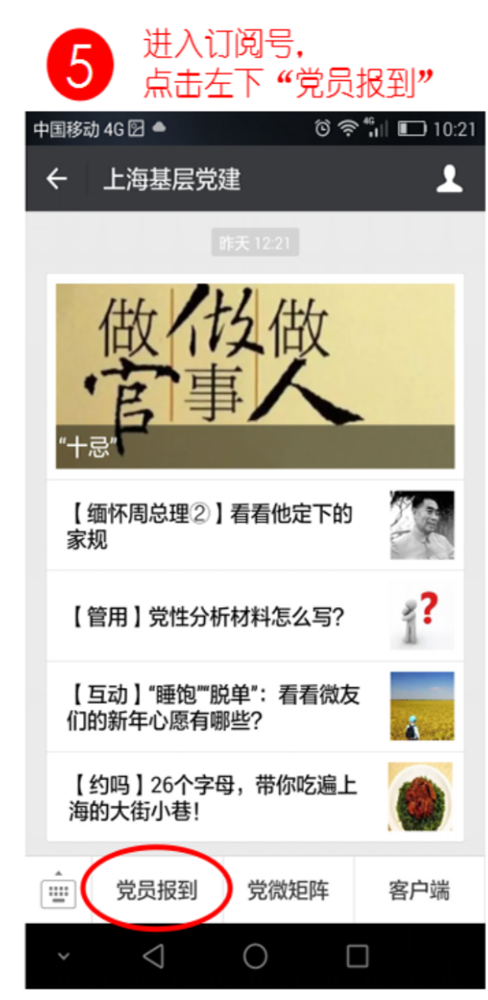 5
进入订阅号，
点击左下“党员报到”
中国移动 4G
4G
10:21
上海基层党建
昨天 12:21
做做做
官事人
“十忌”
【缅怀周总理②】看看他定下的
家规
【管用】党性分析材料怎么写?
?
【互动】“睡饱”“脱单”：看看微友
们的新年心愿有哪些?
【约吗】26个字母，带你吃遍上
海的大街小巷！
党员报到
党微矩阵
客户端